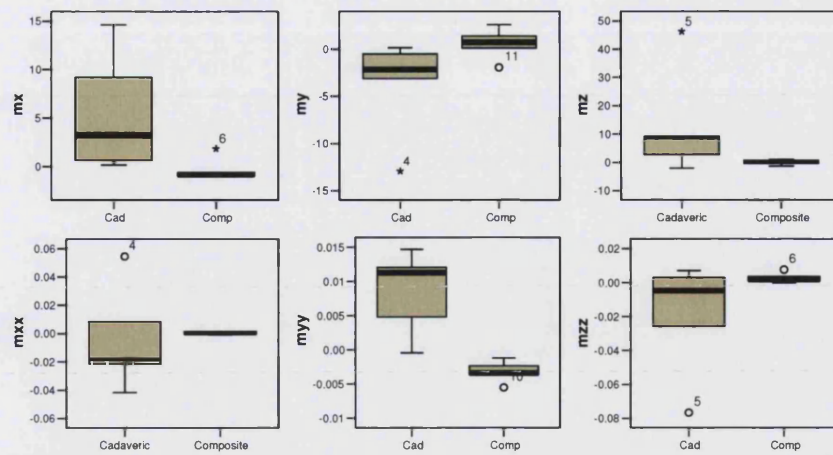 mx
15
10
5
0
6
Cad
Comp
my
0
-5
-10
-15
4
11
Cad
Comp
mz
50
40
30
20
10
0
-10
5
Cadaveric
Composite
mxx
0.06
0.04
0.02
0.00
-0.02
-0.04
-0.06
4
Cadaveric
Composite
myy
0.015
0.010
0.005
0.00
-0.005
-0.01
10
Cad
Comp
mzz
0.02
0.00
-0.02
-0.04
-0.06
-0.08
5
6
Cad
Comp